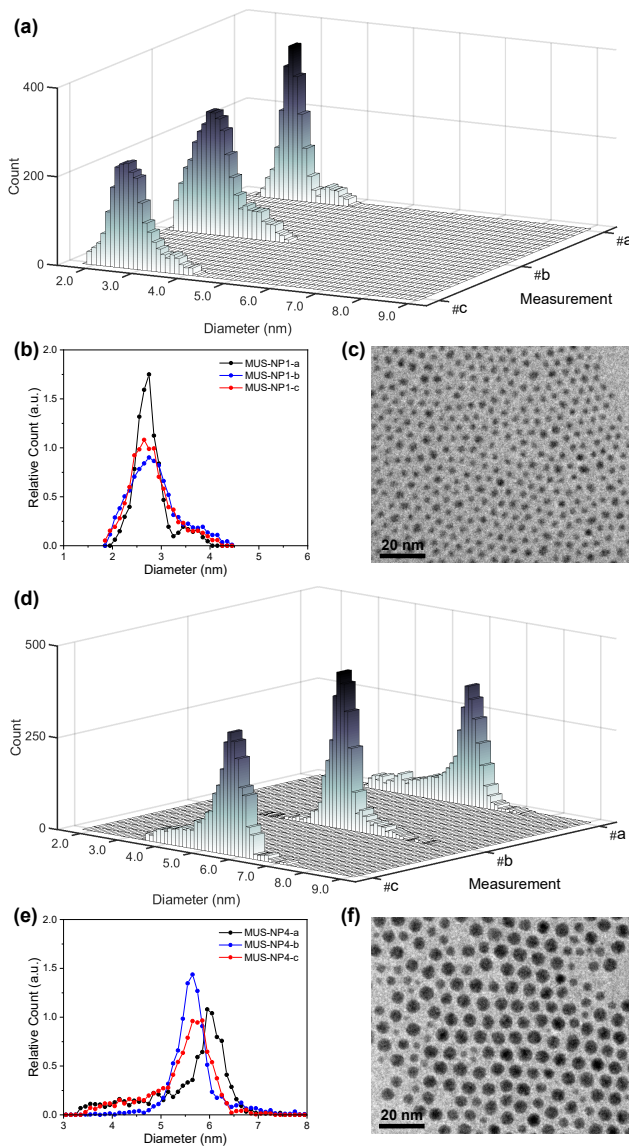 (a)
400
200
0
Count
2.0
3.0
4.0
5.0
6.0
7.0
8.0
9.0
Diameter (nm)
#a
#b
#c
Measurement
(b)
2.0
1.5
1.0
0.5
0.0
Relative Count (a.u.)
MUS-NP1-a
MUS-NP1-b
MUS-NP1-c
1 2 3 4 5 6
Diameter (nm)
(c)
20 nm
(d)
500
250
0
Count
2.0
3.0
4.0
5.0
6.0
7.0
8.0
9.0
Diameter (nm)
#a
#b
#c
Measurement
(e)
2.0
1.5
1.0
0.5
0.0
Relative Count (a.u.)
MUS-NP4-a
MUS-NP4-b
MUS-NP4-c
3 4 5 6 7 8
Diameter (nm)
(f)
20 nm